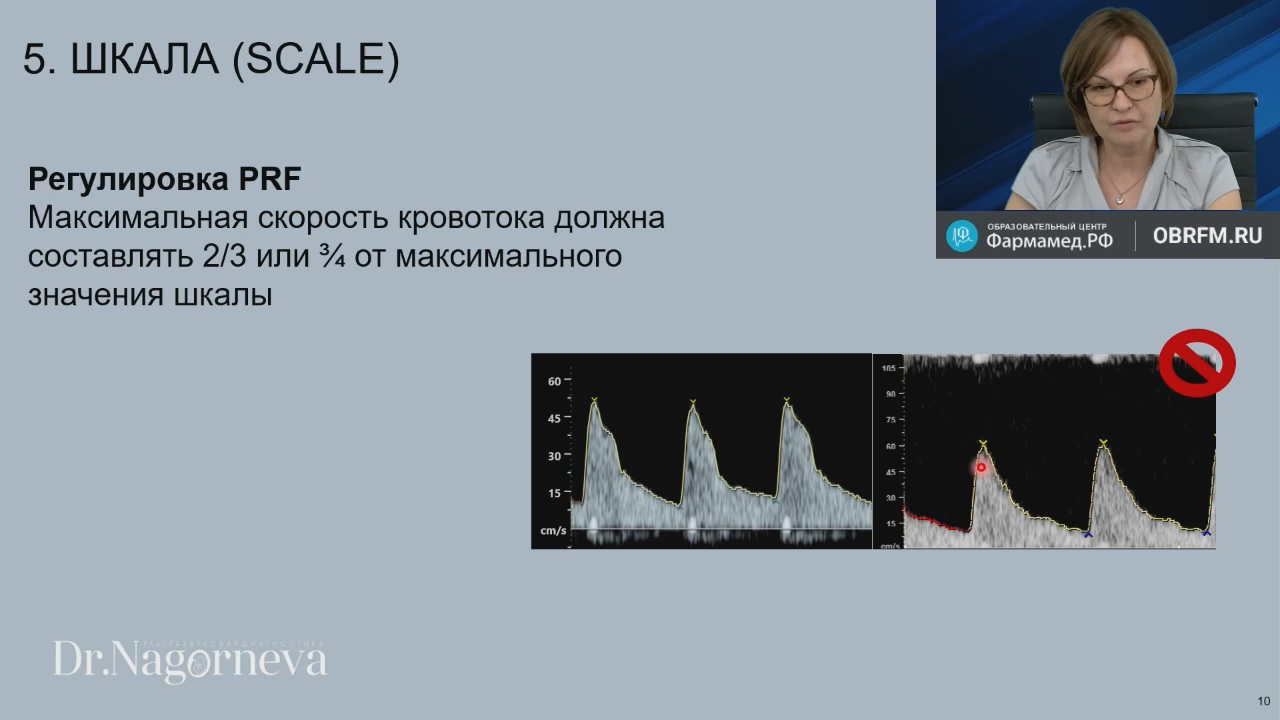 5. ШКАЛА (SCALE)
Регулировка PRF
Максимальная скорость кровотока должна
составлять 2/3 или ¾ от максимального
значения шкалы
ОБРАЗОВАТЕЛЬНЫЙ ЦЕНТР
Фармамед.РФ
OBRFM.RU
60
45
30
15
cm/s
105
90
75
60
45
30
15
cm/s
УЛЬТРАЗВУКОВАЯ ДИАГНОСТИКА
Dr.Nagorneva
10